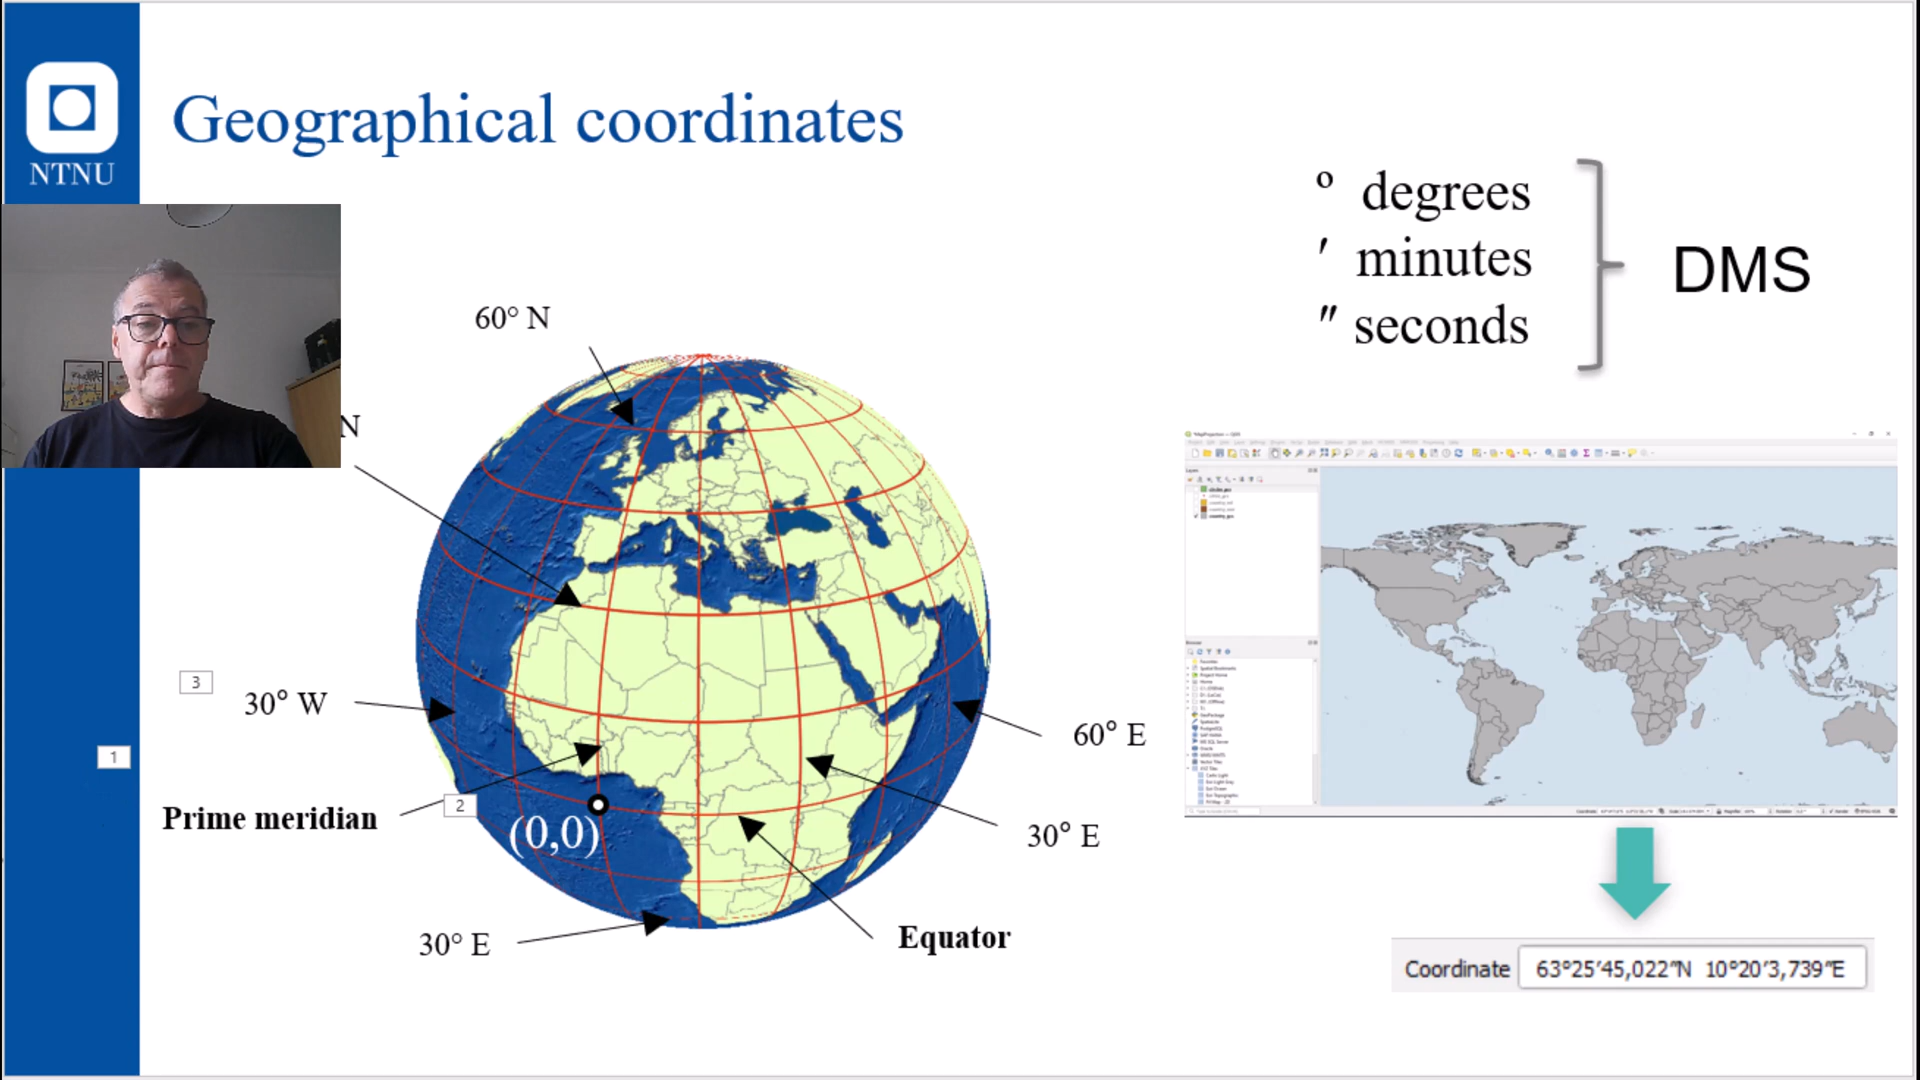 Geographical coordinates
NTNU
° degrees
′ minutes
″ seconds
DMS
60° N
N
3
30° W
1
Prime meridian
2
(0,0)
60° E
30° E
30° E
Equator
Coordinate 63°25′45,022″N 10°20′3,739″E